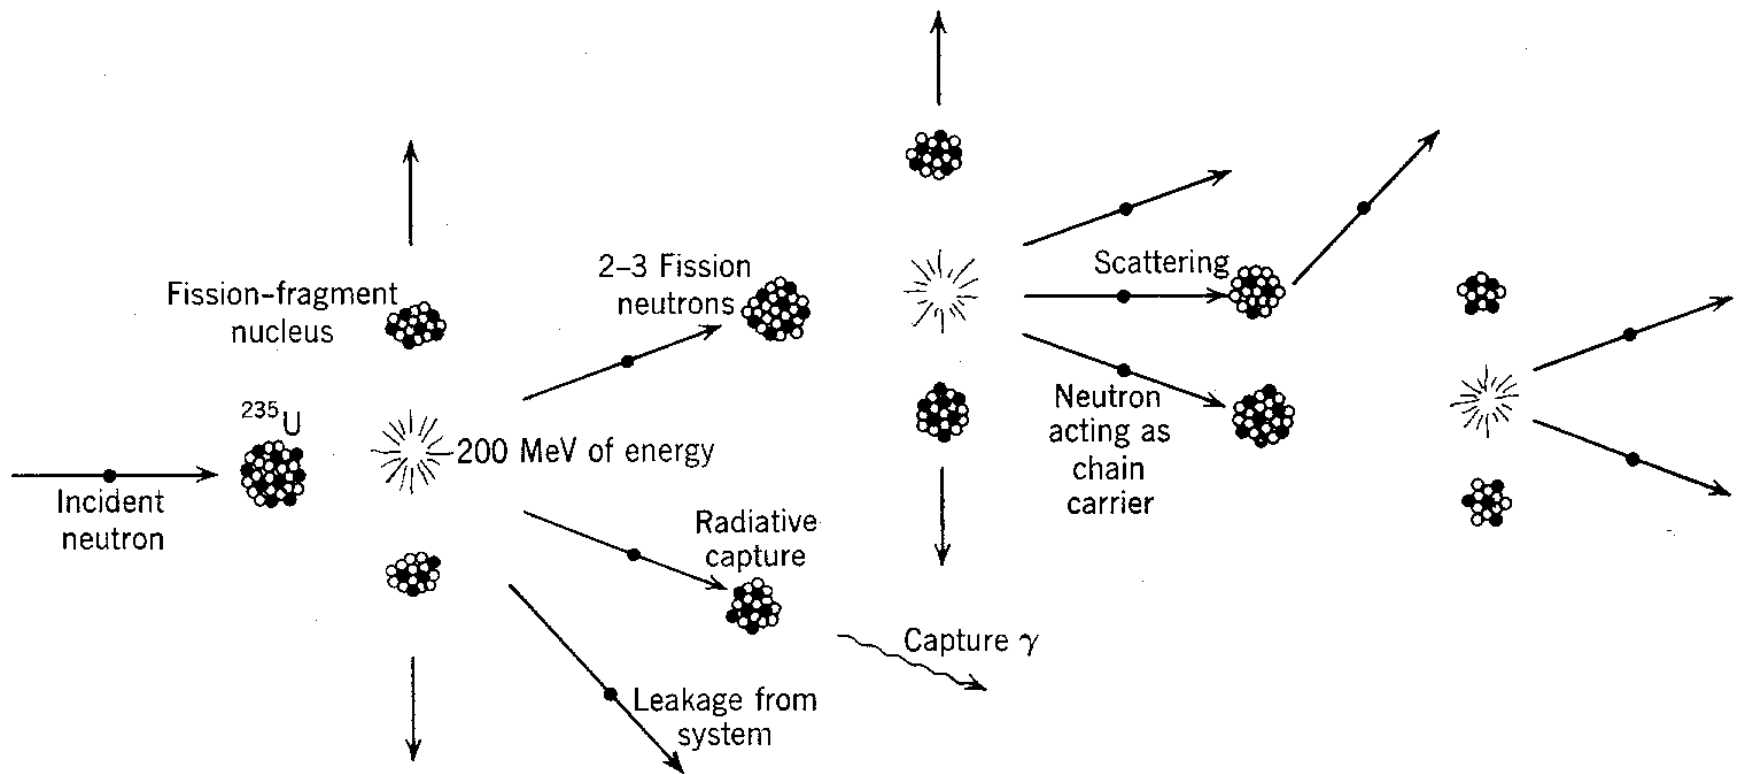 2–3 Fission
neutrons
Scattering
Fission-fragment
nucleus
²³⁵U
200 MeV of energy
Neutron
acting as
chain
carrier
Incident
neutron
Radiative
capture
Capture γ
Leakage from
system